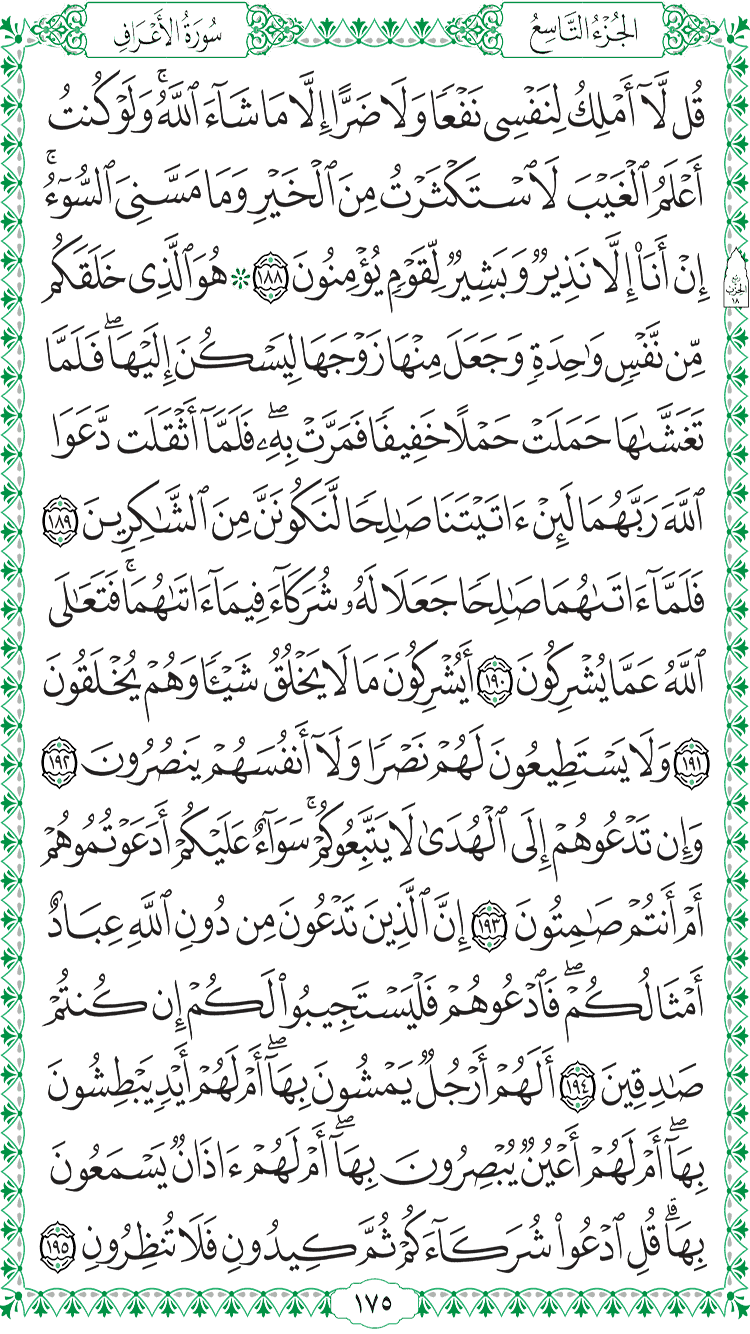 الجُزْءُ التَّاسِعُ
سُورَةُ الأَعْرَافِ
قُل لَّآ أَمْلِكُ لِنَفْسِى نَفْعًا وَلَا ضَرًّا إِلَّا مَا شَآءَ ٱللَّهُۚ وَلَوْ كُنتُ
أَعْلَمُ ٱلْغَيْبَ لَٱسْتَكْثَرْتُ مِنَ ٱلْخَيْرِ وَمَا مَسَّنِىَ ٱلسُّوٓءُۚ
إِنْ أَنَا۠ إِلَّا نَذِيرٌ وَبَشِيرٌ لِّقَوْمٍ يُؤْمِنُونَ ١٨٨ ۞ هُوَ ٱلَّذِى خَلَقَكُم
ربع الحزب ١٨
مِّن نَّفْسٍ وَٰحِدَةٍ وَجَعَلَ مِنْهَا زَوْجَهَا لِيَسْكُنَ إِلَيْهَاۖ فَلَمَّا
تَغَشَّىٰهَا حَمَلَتْ حَمْلًا خَفِيفًا فَمَرَّتْ بِهِۦۖ فَلَمَّآ أَثْقَلَت دَّعَوَا
ٱللَّهَ رَبَّهُمَا لَئِنْ ءَاتَيْتَنَا صَٰلِحًا لَّنَكُونَنَّ مِنَ ٱلشَّٰكِرِينَ ١٨٩
فَلَمَّآ ءَاتَىٰهُمَا صَٰلِحًا جَعَلَا لَهُۥ شُرَكَآءَ فِيمَآ ءَاتَىٰهُمَاۚ فَتَعَٰلَى
ٱللَّهُ عَمَّا يُشْرِكُونَ ١٩٠ أَيُشْرِكُونَ مَا لَا يَخْلُقُ شَيْـًٔا وَهُمْ يُخْلَقُونَ
١٩١ وَلَا يَسْتَطِيعُونَ لَهُمْ نَصْرًا وَلَآ أَنفُسَهُمْ يَنصُرُونَ ١٩٢
وَإِن تَدْعُوهُمْ إِلَى ٱلْهُدَىٰ لَا يَتَّبِعُوكُمْۚ سَوَآءٌ عَلَيْكُمْ أَدَعَوْتُمُوهُمْ
أَمْ أَنتُمْ صَٰمِتُونَ ١٩٣ إِنَّ ٱلَّذِينَ تَدْعُونَ مِن دُونِ ٱللَّهِ عِبَادٌ
أَمْثَالُكُمْۖ فَٱدْعُوهُمْ فَلْيَسْتَجِيبُوا۟ لَكُمْ إِن كُنتُمْ
صَٰدِقِينَ ١٩٤ أَلَهُمْ أَرْجُلٌ يَمْشُونَ بِهَآۖ أَمْ لَهُمْ أَيْدٍ يَبْطِشُونَ
بِهَآۖ أَمْ لَهُمْ أَعْيُنٌ يُبْصِرُونَ بِهَآۖ أَمْ لَهُمْ ءَاذَانٌ يَسْمَعُونَ
بِهَاۗ قُلِ ٱدْعُوا۟ شُرَكَآءَكُمْ ثُمَّ كِيدُونِ فَلَا تُنظِرُونِ ١٩٥
١٧٥